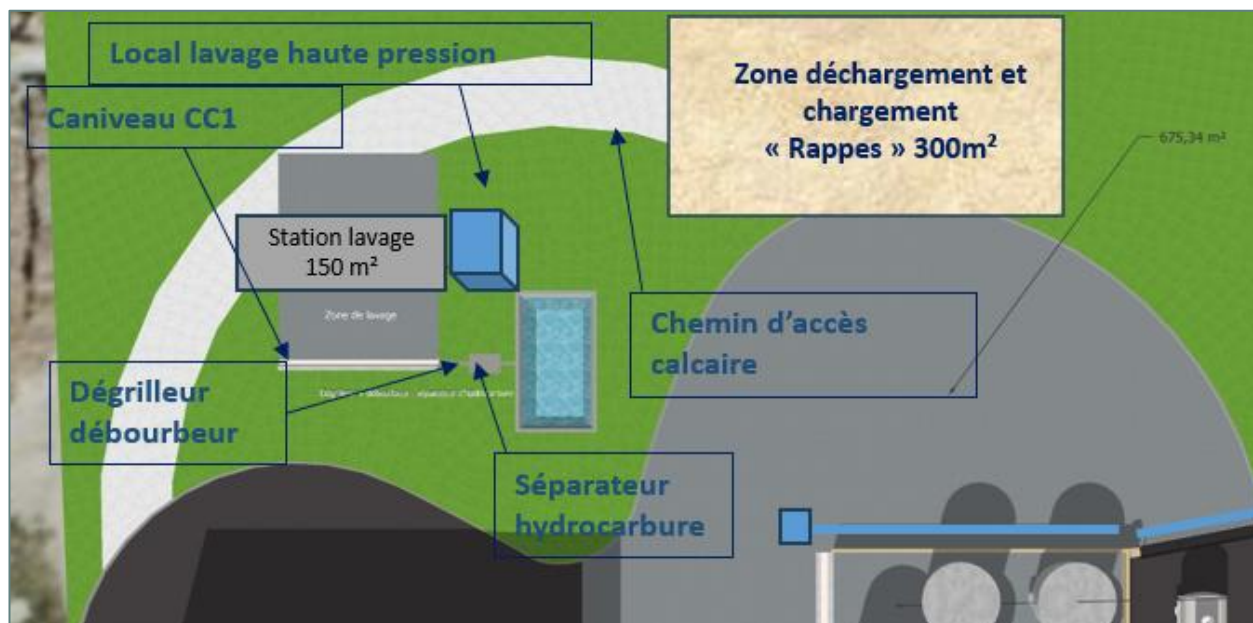 Local lavage haute pression
Caniveau CC1
Zone déchargement et
chargement
« Rappes » 300m²
675,34 m²
Station lavage
150 m²
Zone de lavage
Chemin d'accès
calcaire
Dégrilleur
débourbeur
Séparateur
hydrocarbure